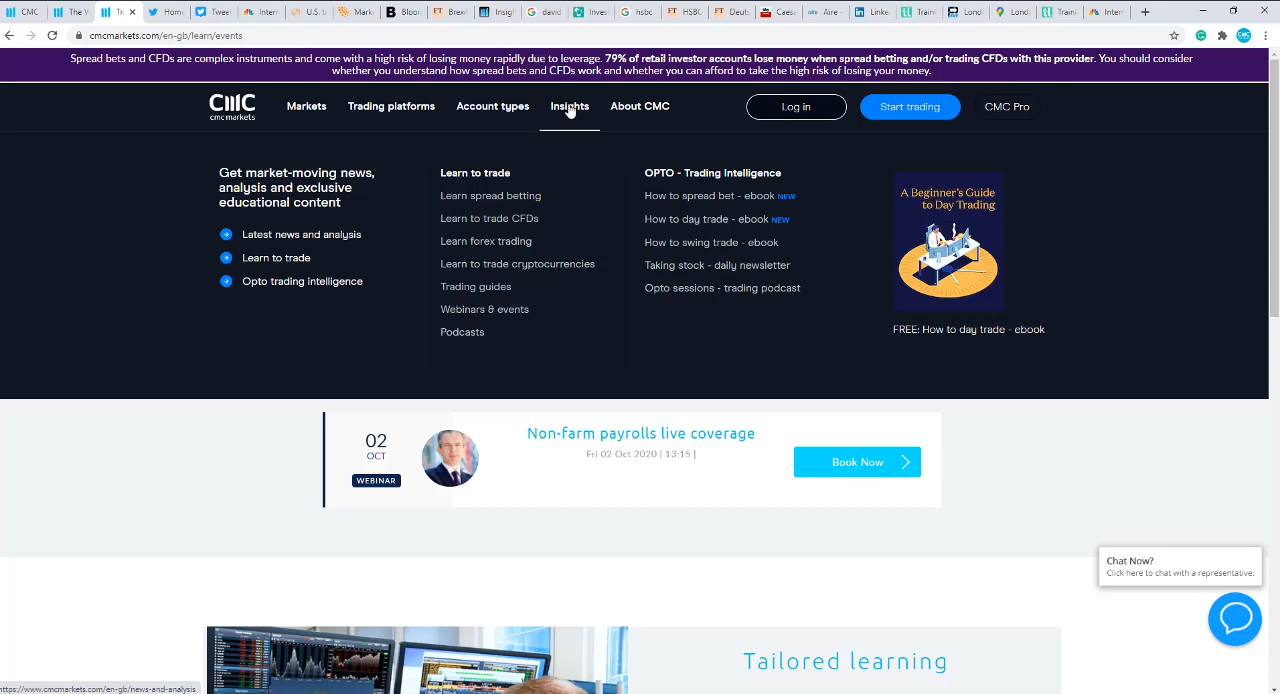 CMC
The V
Tr
Home
Tweet
Intern
U.S. b
Mark
Bloon
Brexit
Insigh
david
Invest
hsbc
HSBC
Deuts
Caesa
Aire –
Linke
Traini
Londo
Londo
Traini
Intern
cmcmarkets.com/en-gb/learn/events
Spread bets and CFDs are complex instruments and come with a high risk of losing money rapidly due to leverage. 79% of retail investor accounts lose money when spread betting and/or trading CFDs with this provider. You should consider
whether you understand how spread bets and CFDs work and whether you can afford to take the high risk of losing your money.
CMC
cmc markets
Markets
Trading platforms
Account types
Insights
About CMC
Log in
Start trading
CMC Pro
Get market-moving news,
analysis and exclusive
educational content
Latest news and analysis
Learn to trade
Opto trading intelligence
Learn to trade
Learn spread betting
Learn to trade CFDs
Learn forex trading
Learn to trade cryptocurrencies
Trading guides
Webinars & events
Podcasts
OPTO - Trading Intelligence
How to spread bet - ebook NEW
How to day trade - ebook NEW
How to swing trade - ebook
Taking stock - daily newsletter
Opto sessions - trading podcast
A Beginner's Guide
to Day Trading
FREE: How to day trade - ebook
02
OCT
WEBINAR
Non-farm payrolls live coverage
Fri 02 Oct 2020 | 13:15 |
Book Now
Chat Now?
Click here to chat with a representative.
Tailored learning
https://www.cmcmarkets.com/en-gb/news-and-analysis